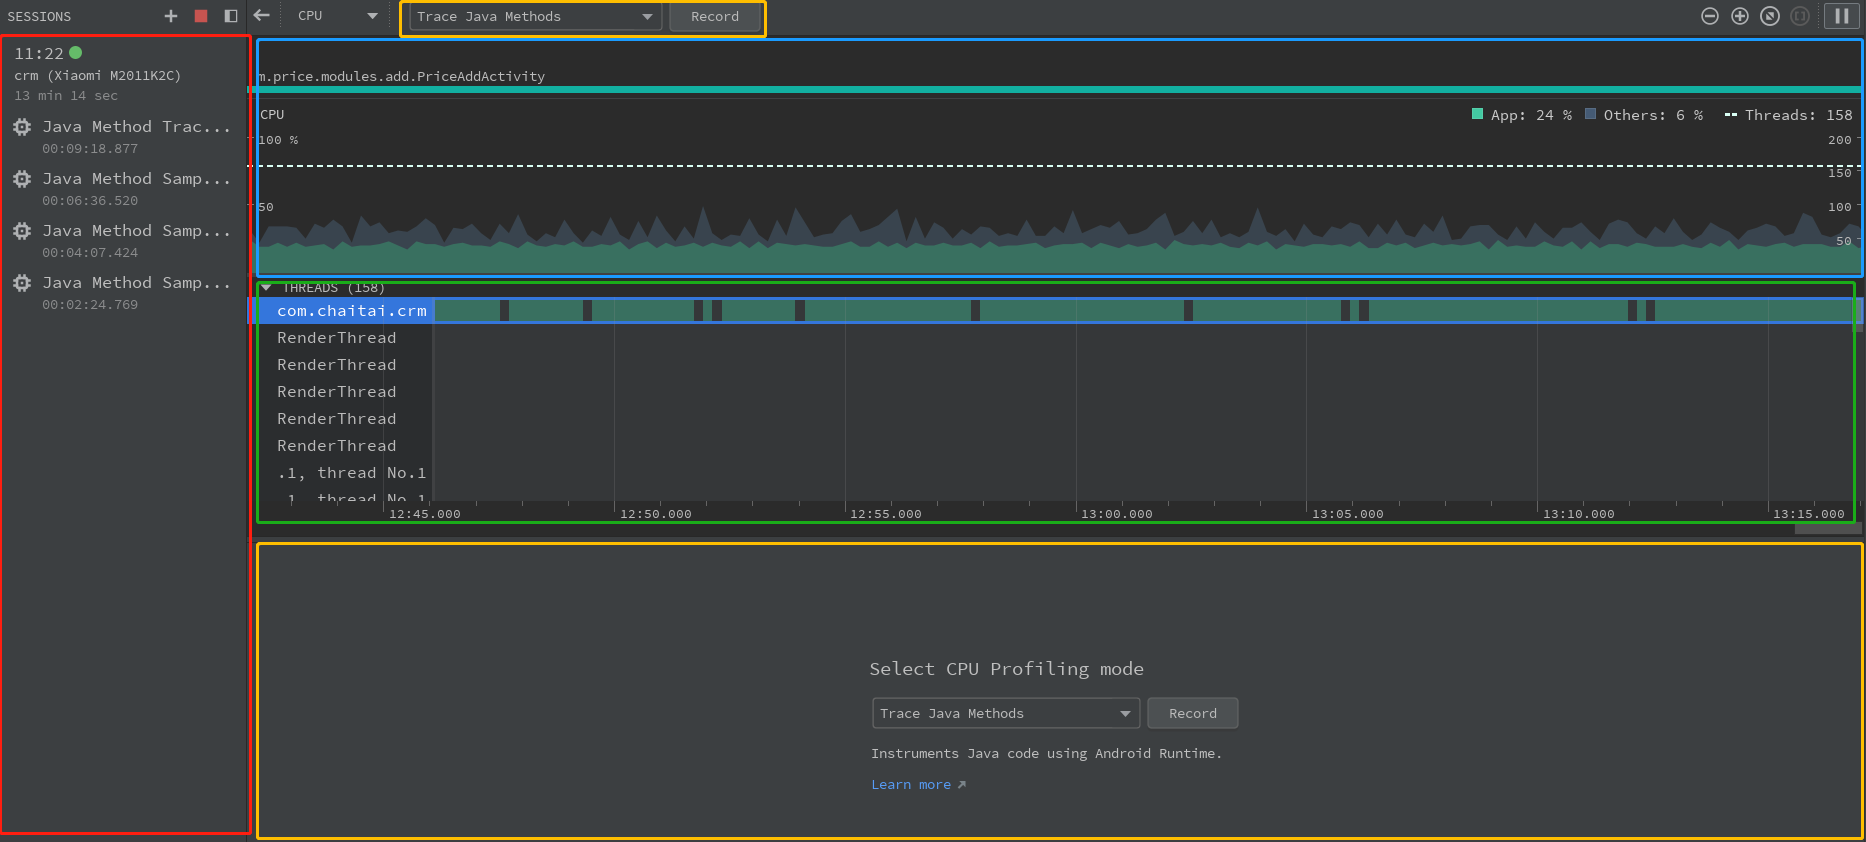 SESSIONS
CPU
Trace Java Methods
Record
11:22
crm (Xiaomi M2011K2C)
13 min 14 sec
Java Method Trac...
00:09:18.877
Java Method Samp...
00:06:36.520
Java Method Samp...
00:04:07.424
Java Method Samp...
00:02:24.769
m.price.modules.add.PriceAddActivity
CPU
App: 24 %
Others: 6 %
Threads: 158
100 %
200
150
50
100
50
THREADS (158)
com.chaitai.crm
RenderThread
RenderThread
RenderThread
RenderThread
RenderThread
.1, thread No.1
.1, thread No.1
12:45.000
12:50.000
12:55.000
13:00.000
13:05.000
13:10.000
13:15.000
Select CPU Profiling mode
Trace Java Methods
Record
Instruments Java code using Android Runtime.
Learn more